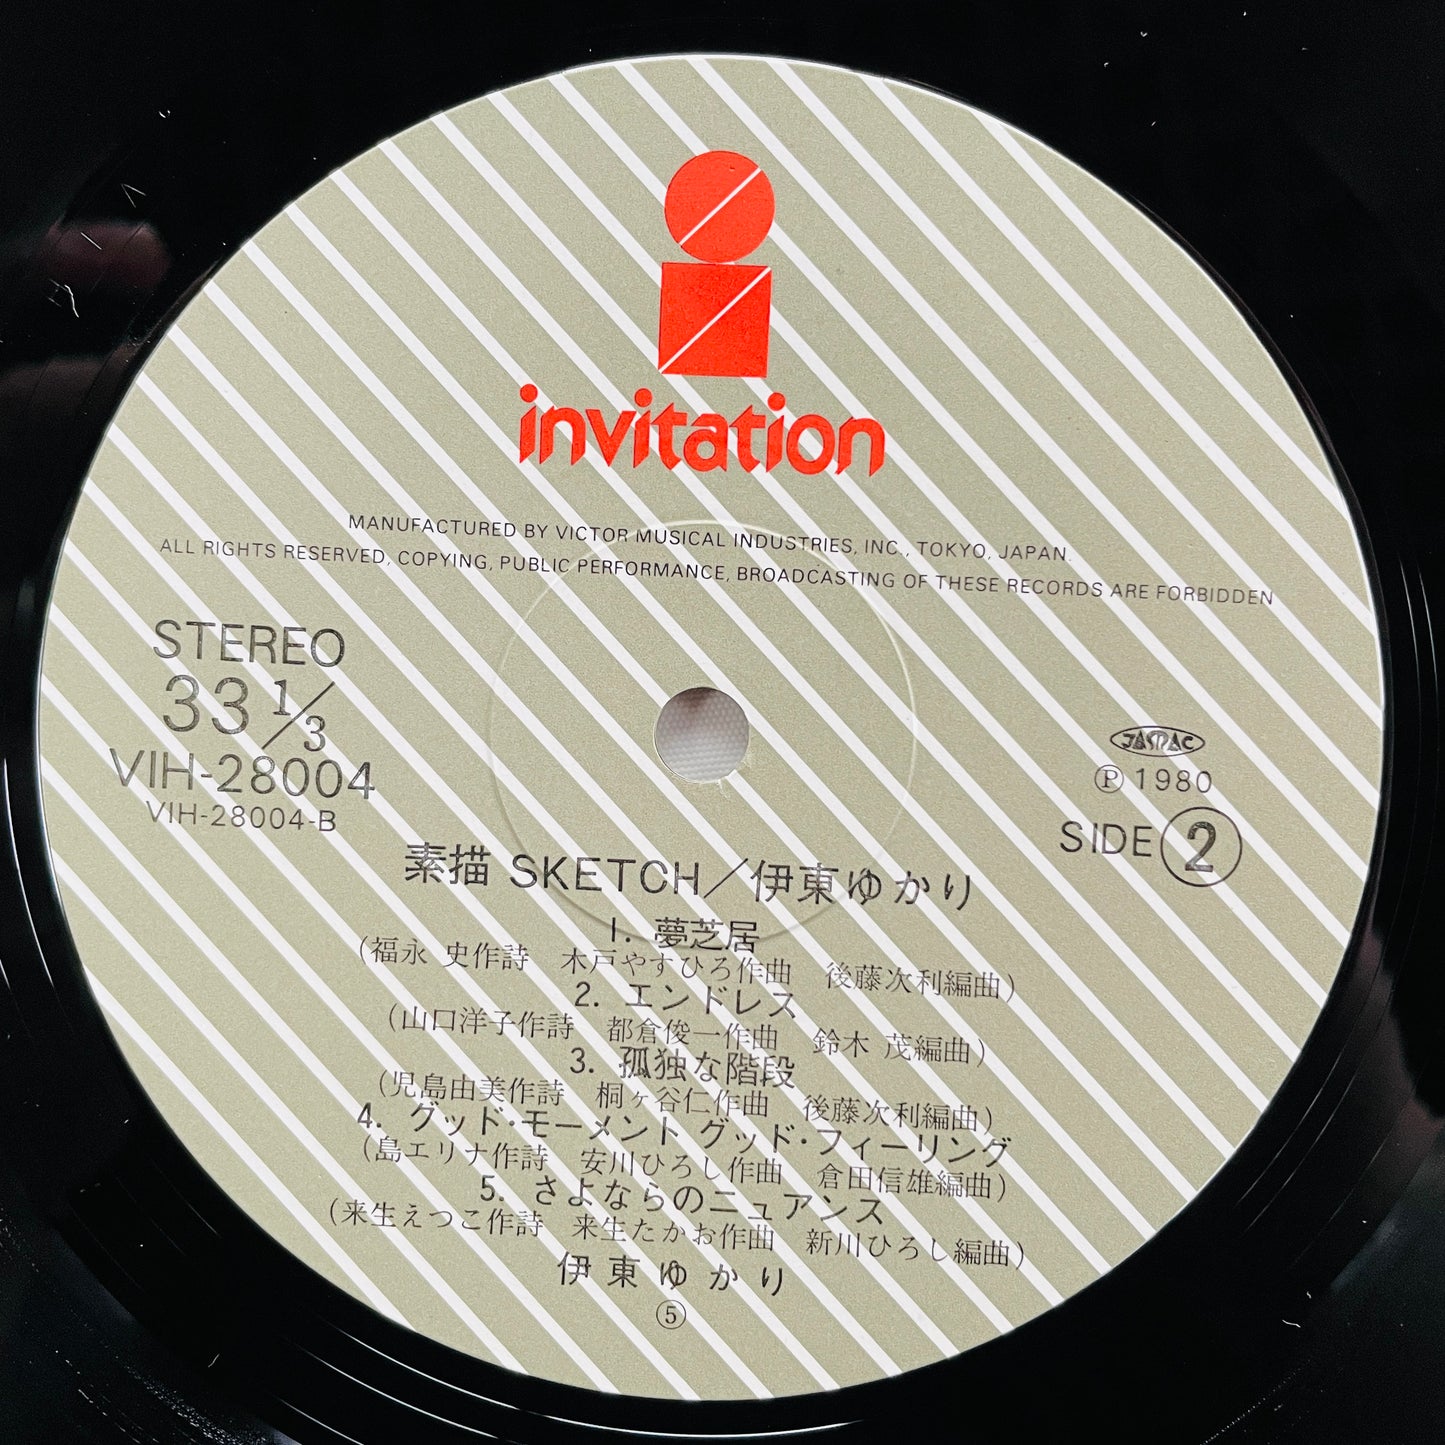 invitation
MANUFACTURED BY VICTOR MUSICAL INDUSTRIES, INC., TOKYO, JAPAN.
ALL RIGHTS RESERVED, COPYING, PUBLIC PERFORMANCE, BROADCASTING OF THESE RECORDS ARE FORBIDDEN
STEREO
33 1/3
VIH-28004
VIH-28004-B
JASRAC
Ⓟ 1980
SIDE ②
素描 SKETCH／伊東ゆかり
1. 夢芝居
(福永 史作詩 木戸やすひろ作曲 後藤次利編曲)
2. エンドレス
(山口洋子作詩 都倉俊一作曲 鈴木 茂編曲)
3. 孤独な階段
(児島由美作詩 桐ヶ谷仁作曲 後藤次利編曲)
4. グッド・モーメント グッド・フィーリング
(島エリナ作詩 安川ひろし作曲 倉田信雄編曲)
5. さよならのニュアンス
(来生えつこ作詩 来生たかお作曲 新川ひろし編曲)
伊東ゆかり
⑤